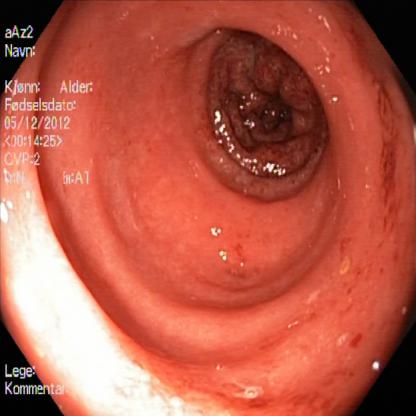 aAz2
Navn:
Kjønn: Alder:
Fødselsdato:
05/12/2012
<00:14:25>
CVP:2
Lege:
Kommentar